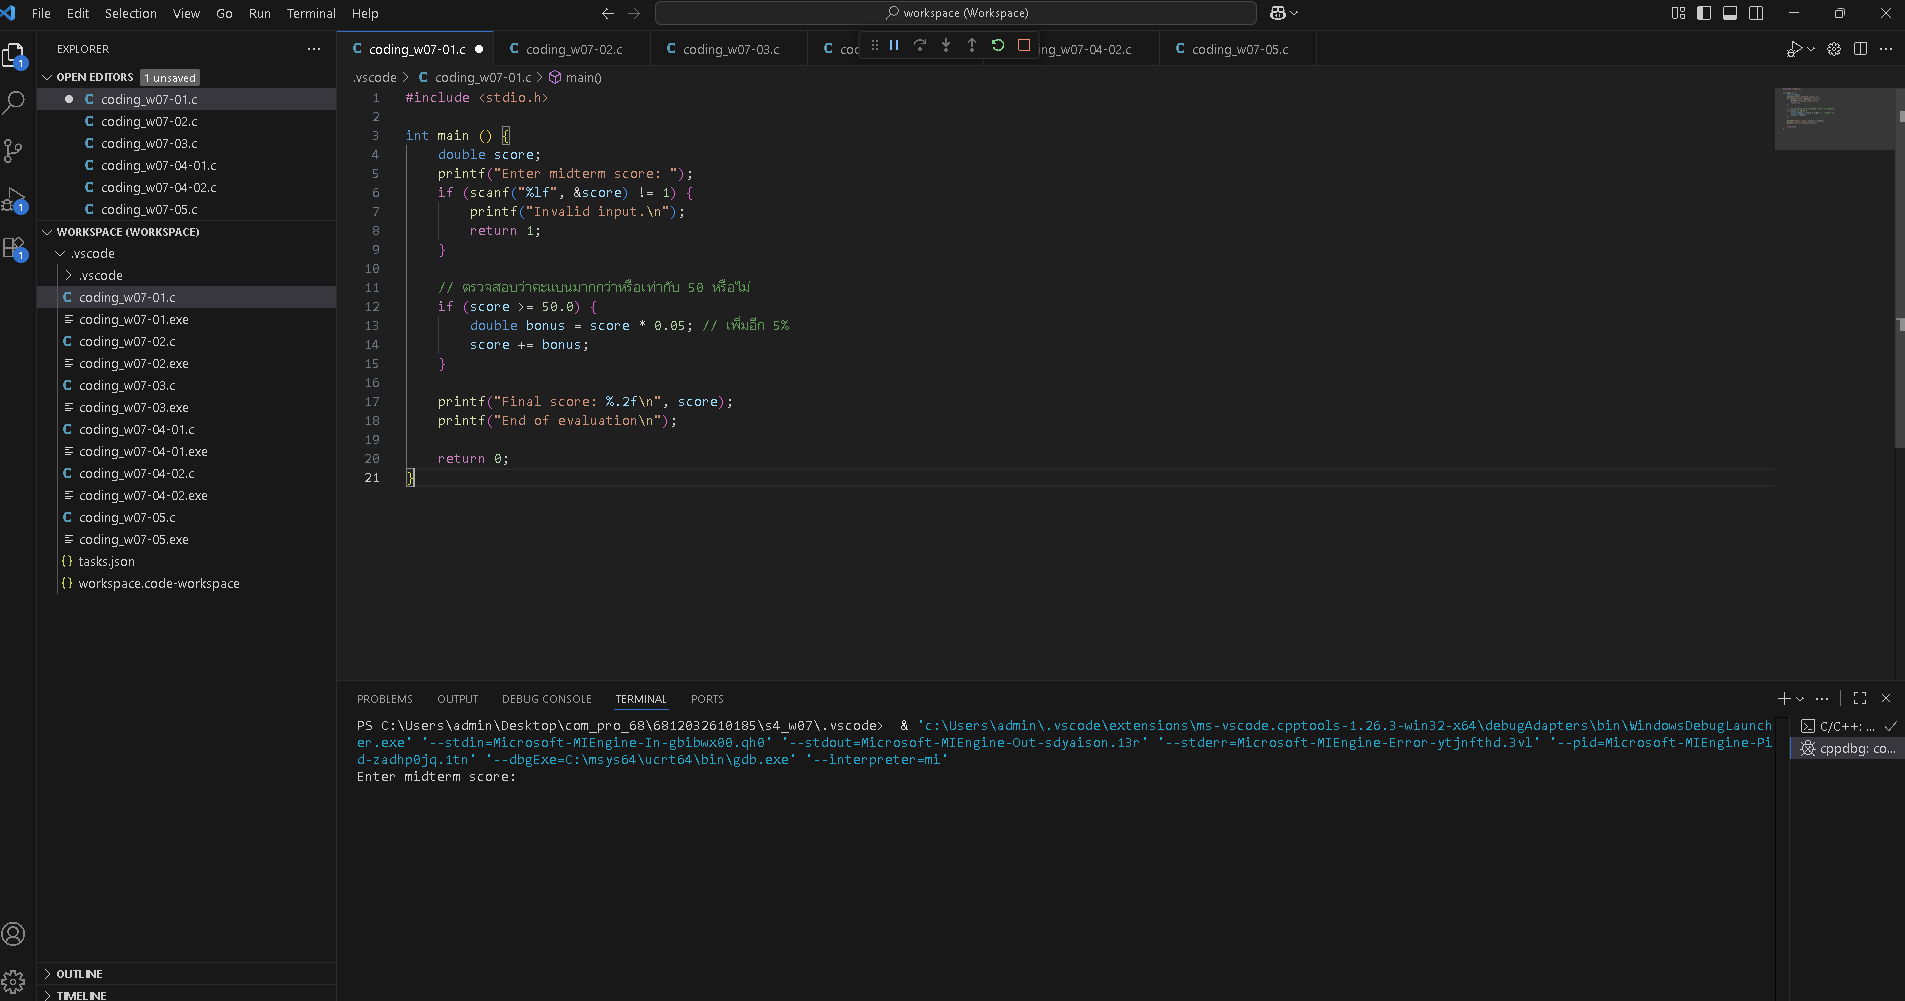 File Edit Selection View Go Run Terminal Help
workspace (Workspace)
EXPLORER
OPEN EDITORS 1 unsaved
coding_w07-01.c
coding_w07-02.c
coding_w07-03.c
coding_w07-04-01.c
coding_w07-04-02.c
coding_w07-05.c
WORKSPACE (WORKSPACE)
.vscode
.vscode
coding_w07-01.c
coding_w07-01.exe
coding_w07-02.c
coding_w07-02.exe
coding_w07-03.c
coding_w07-03.exe
coding_w07-04-01.c
coding_w07-04-01.exe
coding_w07-04-02.c
coding_w07-04-02.exe
coding_w07-05.c
coding_w07-05.exe
tasks.json
workspace.code-workspace
OUTLINE
TIMELINE
1
1
1
coding_w07-01.c coding_w07-02.c coding_w07-03.c co ng_w07-04-02.c coding_w07-05.c
.vscode > coding_w07-01.c > main()
1 #include <stdio.h>
2
3 int main () {
4 double score;
5 printf("Enter midterm score: ");
6 if (scanf("%lf", &score) != 1) {
7 printf("Invalid input.\n");
8 return 1;
9 }
10
11 // ตรวจสอบว่าคะแนนมากกว่าหรือเท่ากับ 50 หรือไม่
12 if (score >= 50.0) {
13 double bonus = score * 0.05; // เพิ่มอีก 5%
14 score += bonus;
15 }
16
17 printf("Final score: %.2f\n", score);
18 printf("End of evaluation\n");
19
20 return 0;
21 }
PROBLEMS OUTPUT DEBUG CONSOLE TERMINAL PORTS
PS C:\Users\admin\Desktop\com_pro_68\6812032610185\s4_w07\.vscode> & 'c:\Users\admin\.vscode\extensions\ms-vscode.cpptools-1.26.3-win32-x64\debugAdapters\bin\WindowsDebugLaunch
er.exe' '--stdin=Microsoft-MIEngine-In-gbibwx00.qh0' '--stdout=Microsoft-MIEngine-Out-sdyaison.13r' '--stderr=Microsoft-MIEngine-Error-ytjnfthd.3vl' '--pid=Microsoft-MIEngine-Pi
d-zadhp0jq.1tn' '--dbgExe=C:\msys64\ucrt64\bin\gdb.exe' '--interpreter=mi'
Enter midterm score:
C/C++: ...
cppdbg: co...